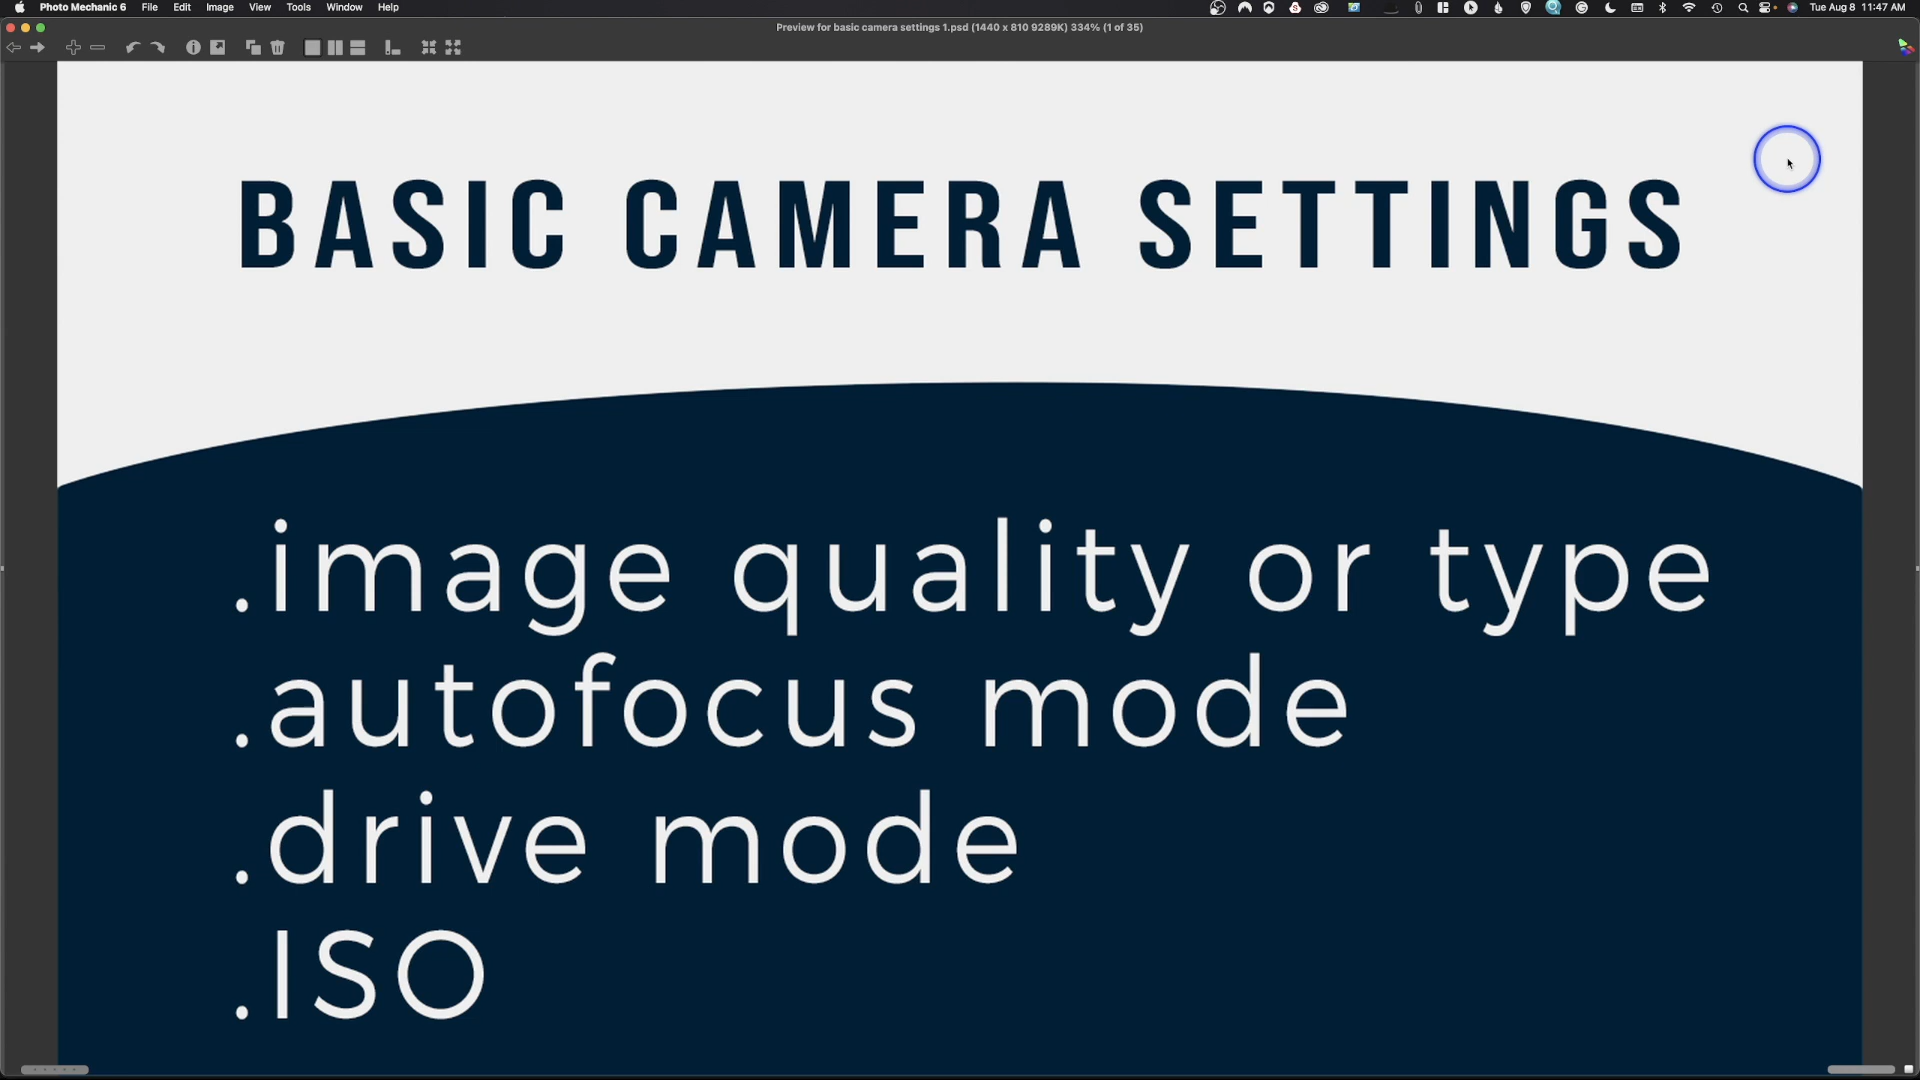 Photo Mechanic 6 File Edit Image View Tools Window Help Tue Aug 8 11:47 AM
Preview for basic camera settings 1.psd (1440 x 810 9289K) 334% (1 of 35)
BASIC CAMERA SETTINGS
.image quality or type
.autofocus mode
.drive mode
.ISO